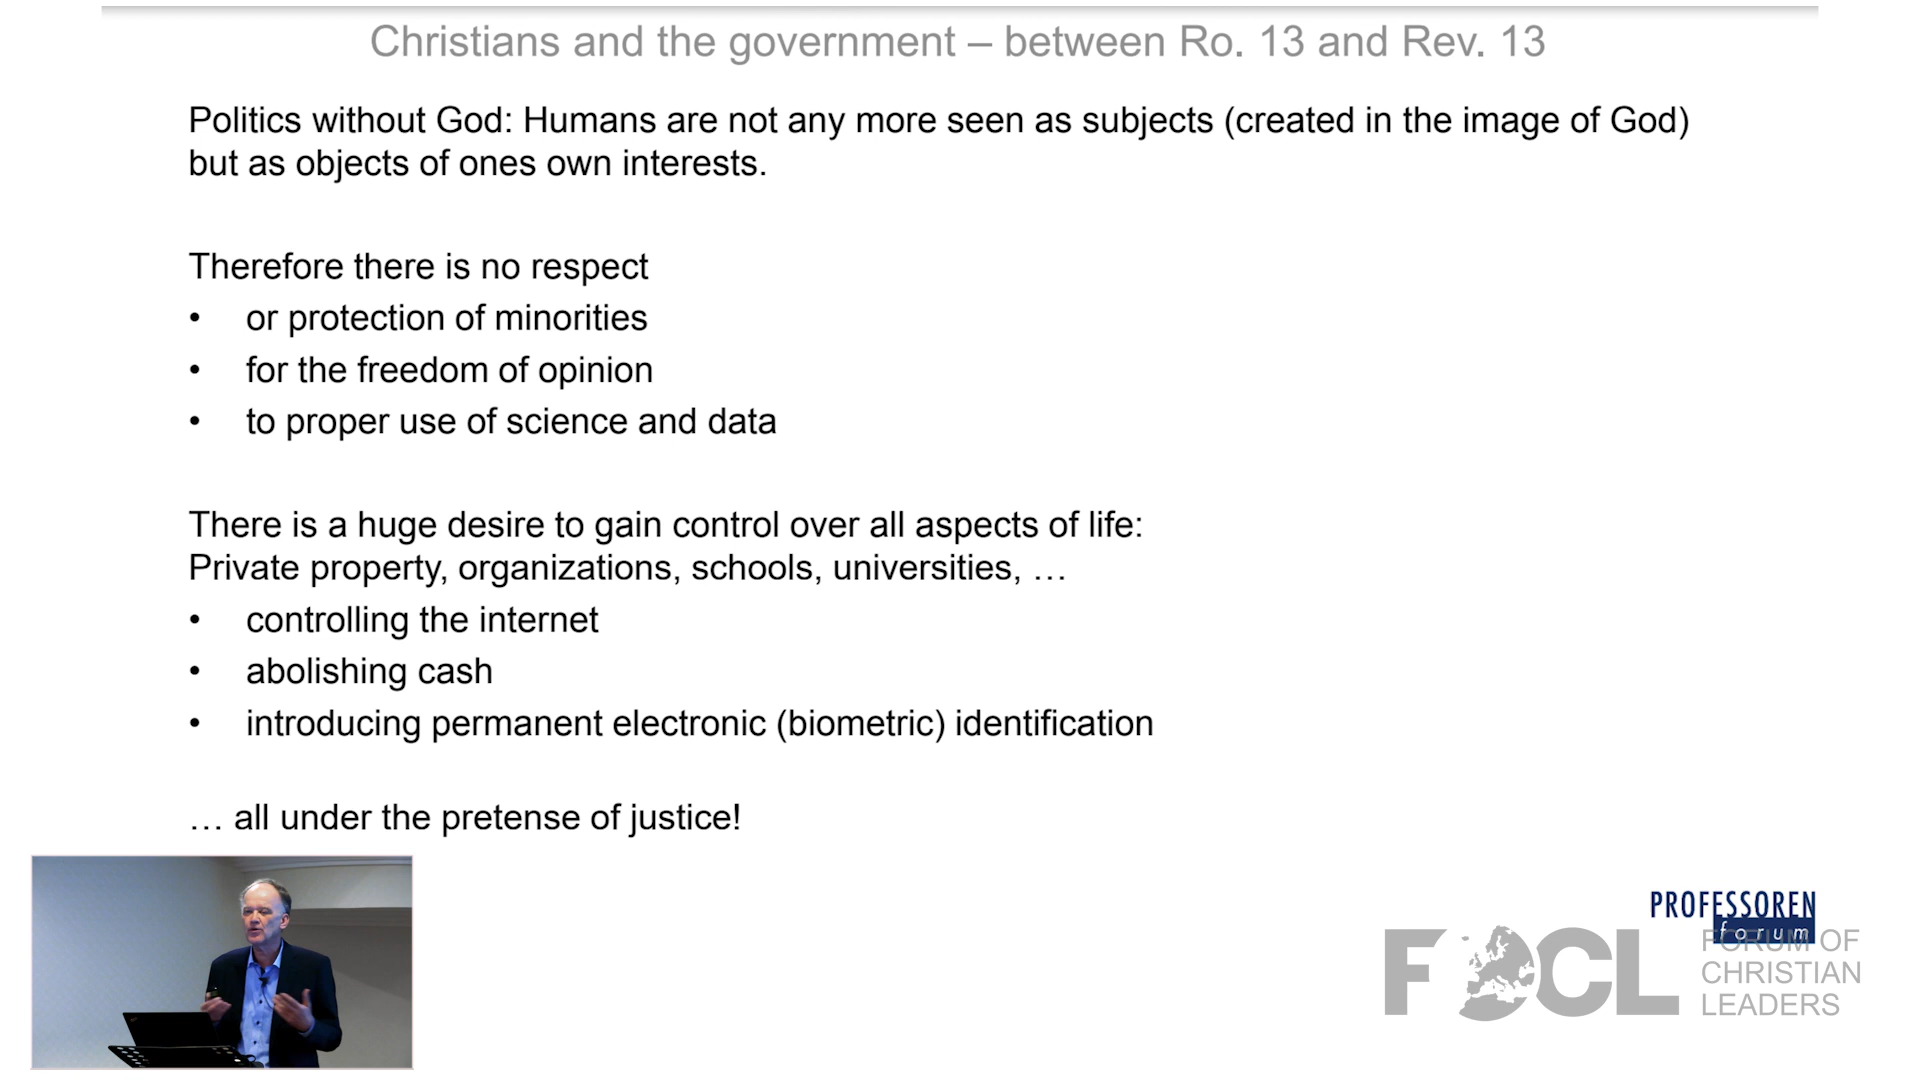 Christians and the government – between Ro. 13 and Rev. 13
Politics without God: Humans are not any more seen as subjects (created in the image of God)
but as objects of ones own interests.
Therefore there is no respect
• or protection of minorities
• for the freedom of opinion
• to proper use of science and data
There is a huge desire to gain control over all aspects of life:
Private property, organizations, schools, universities, …
• controlling the internet
• abolishing cash
• introducing permanent electronic (biometric) identification
… all under the pretense of justice!
PROFESSOREN
forum
FOCL
FORUM OF
CHRISTIAN
LEADERS